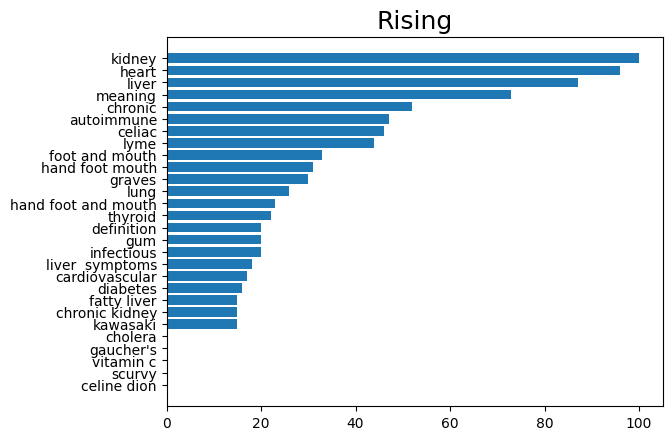 Rising
kidney
heart
liver
meaning
chronic
autoimmune
celiac
lyme
foot and mouth
hand foot mouth
graves
lung
hand foot and mouth
thyroid
definition
gum
infectious
liver  symptoms
cardiovascular
diabetes
fatty liver
chronic kidney
kawasaki
cholera
gaucher's
vitamin c
scurvy
celine dion
0 20 40 60 80 100